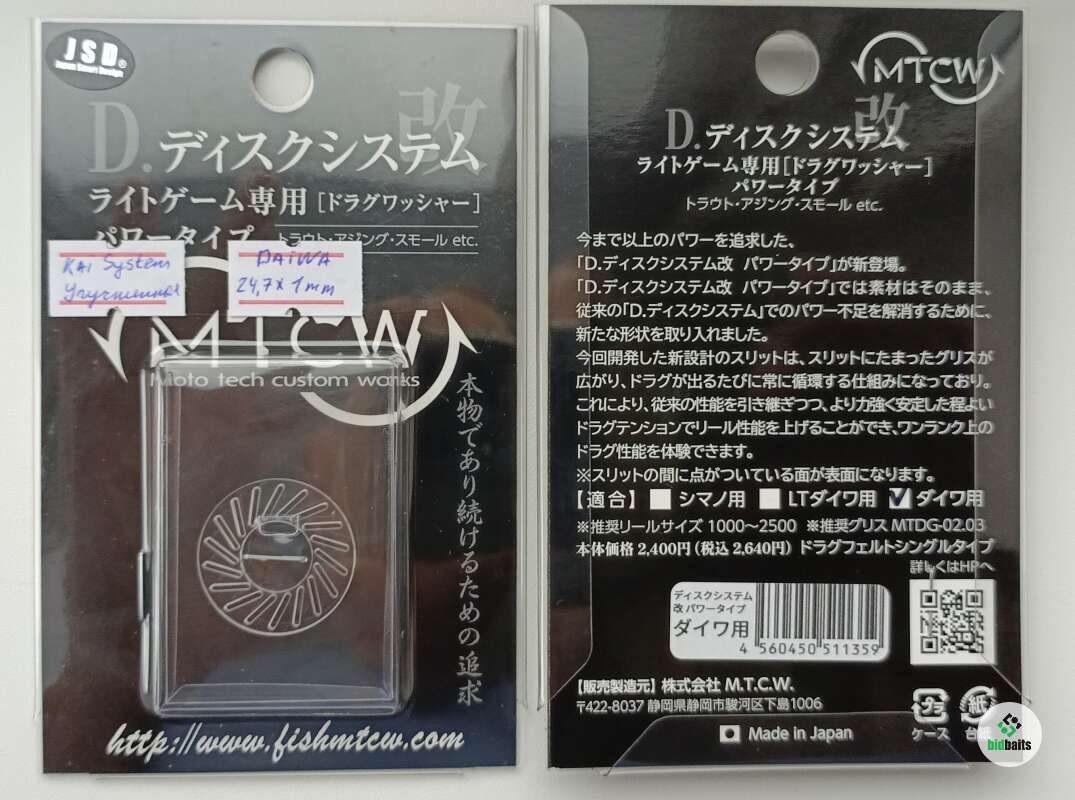 JSD®
改
D.ディスクシステム
ライトゲーム専用[ドラグワッシャー]
パワータイプ トラウト・アジング・スモール etc.
Kai System
Улучшенная
DAiWA
24,7 x 1 mm
MTCW
Moto tech custom works
本物であり続けるための追求
http://www.fishmtcw.com
MTCW
改
D.ディスクシステム
ライトゲーム専用[ドラグワッシャー]
パワータイプ
トラウト・アジング・スモール etc.
今まで以上のパワーを追求した、
「D.ディスクシステム改 パワータイプ」が新登場。
「D.ディスクシステム改 パワータイプ」では素材はそのまま、
従来の「D.ディスクシステム」でのパワー不足を解消するために、
新たな形状を取り入れました。
今回開発した新設計のスリットは、スリットにたまったグリスが
広がり、ドラグが出るたびに常に循環する仕組みになっており。
これにより、従来の性能を引き継ぎつつ、より力強く安定した程よい
ドラグテンションでリール性能を上げることができ、ワンランク上の
ドラグ性能を体験できます。
※スリットの間に点がついている面が表面になります。
【適合】 シマノ用 LTダイワ用 ダイワ用
※推奨リールサイズ 1000〜2500 ※推奨グリス MTDG-02.03
本体価格 2,400円(税込 2,640円) ドラグフェルトシングルタイプ
詳しくはHPへ
ディスクシステム
改 パワータイプ
ダイワ用
4 560450 511359
【販売製造元】 株式会社 M.T.C.W.
〒422-8037 静岡県静岡市駿河区下島1006
Made in Japan
プラ
ケース
紙
台紙
bidbaits